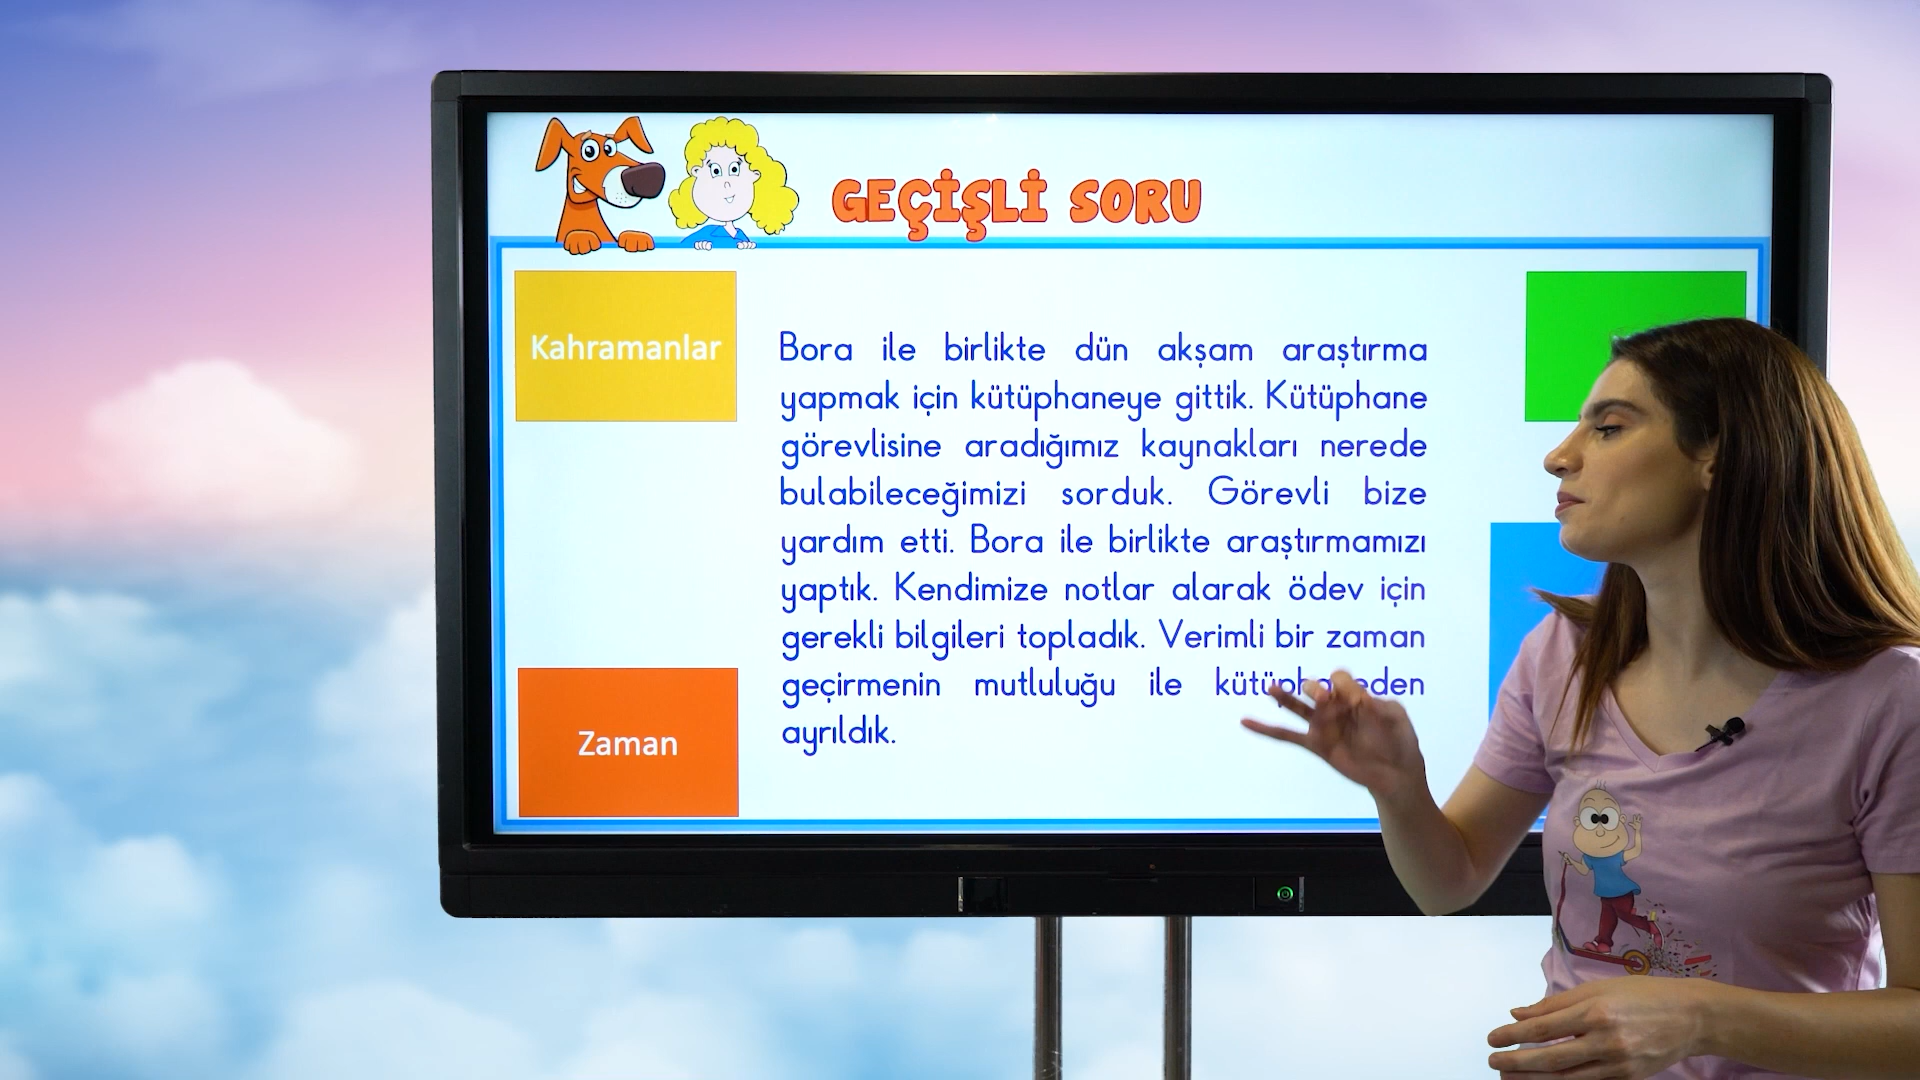 GEÇİŞLİ SORU
Kahramanlar
Bora ile birlikte dün akşam araştırma
yapmak için kütüphaneye gittik. Kütüphane
görevlisine aradığımız kaynakları nerede
bulabileceğimizi sorduk. Görevli bize
yardım etti. Bora ile birlikte araştırmamızı
yaptık. Kendimize notlar alarak ödev için
gerekli bilgileri topladık. Verimli bir zaman
geçirmenin mutluluğu ile kütüphaneden
ayrıldık.
Zaman